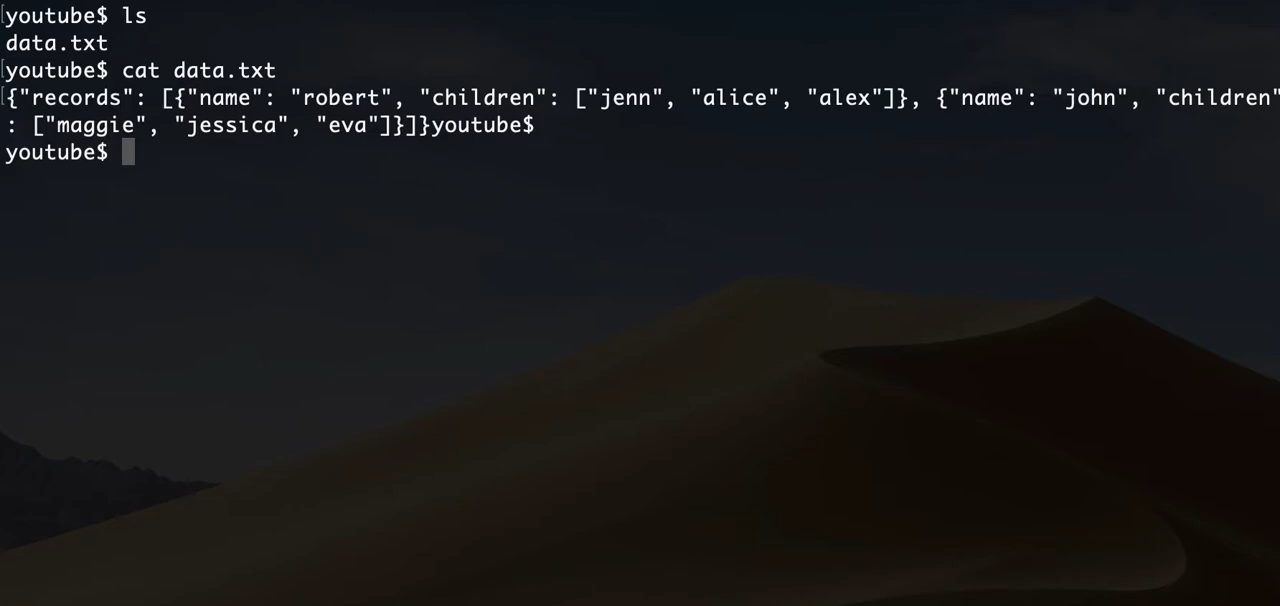 [youtube$ ls
data.txt
[youtube$ cat data.txt
[{"records": [{"name": "robert", "children": ["jenn", "alice", "alex"]}, {"name": "john", "children"
: ["maggie", "jessica", "eva"]}]}youtube$
youtube$